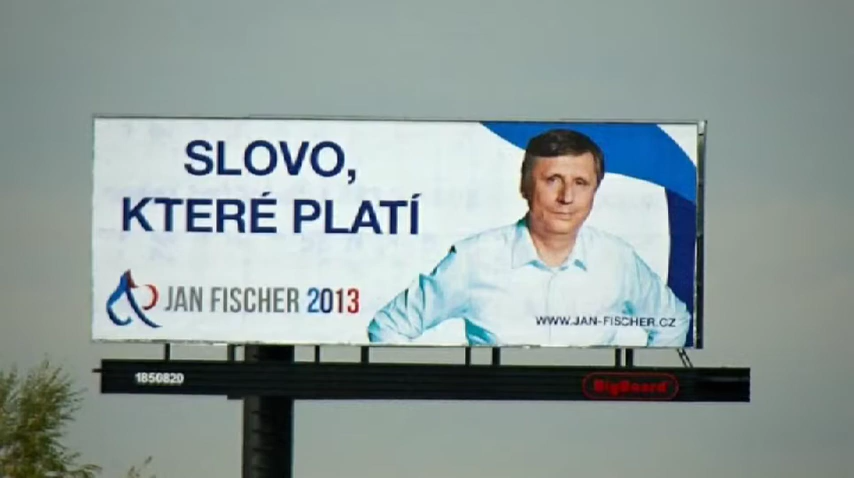 SLOVO,
KTERÉ PLATÍ
JAN FISCHER 2013
WWW.JAN-FISCHER.CZ
1850820
BigBoard